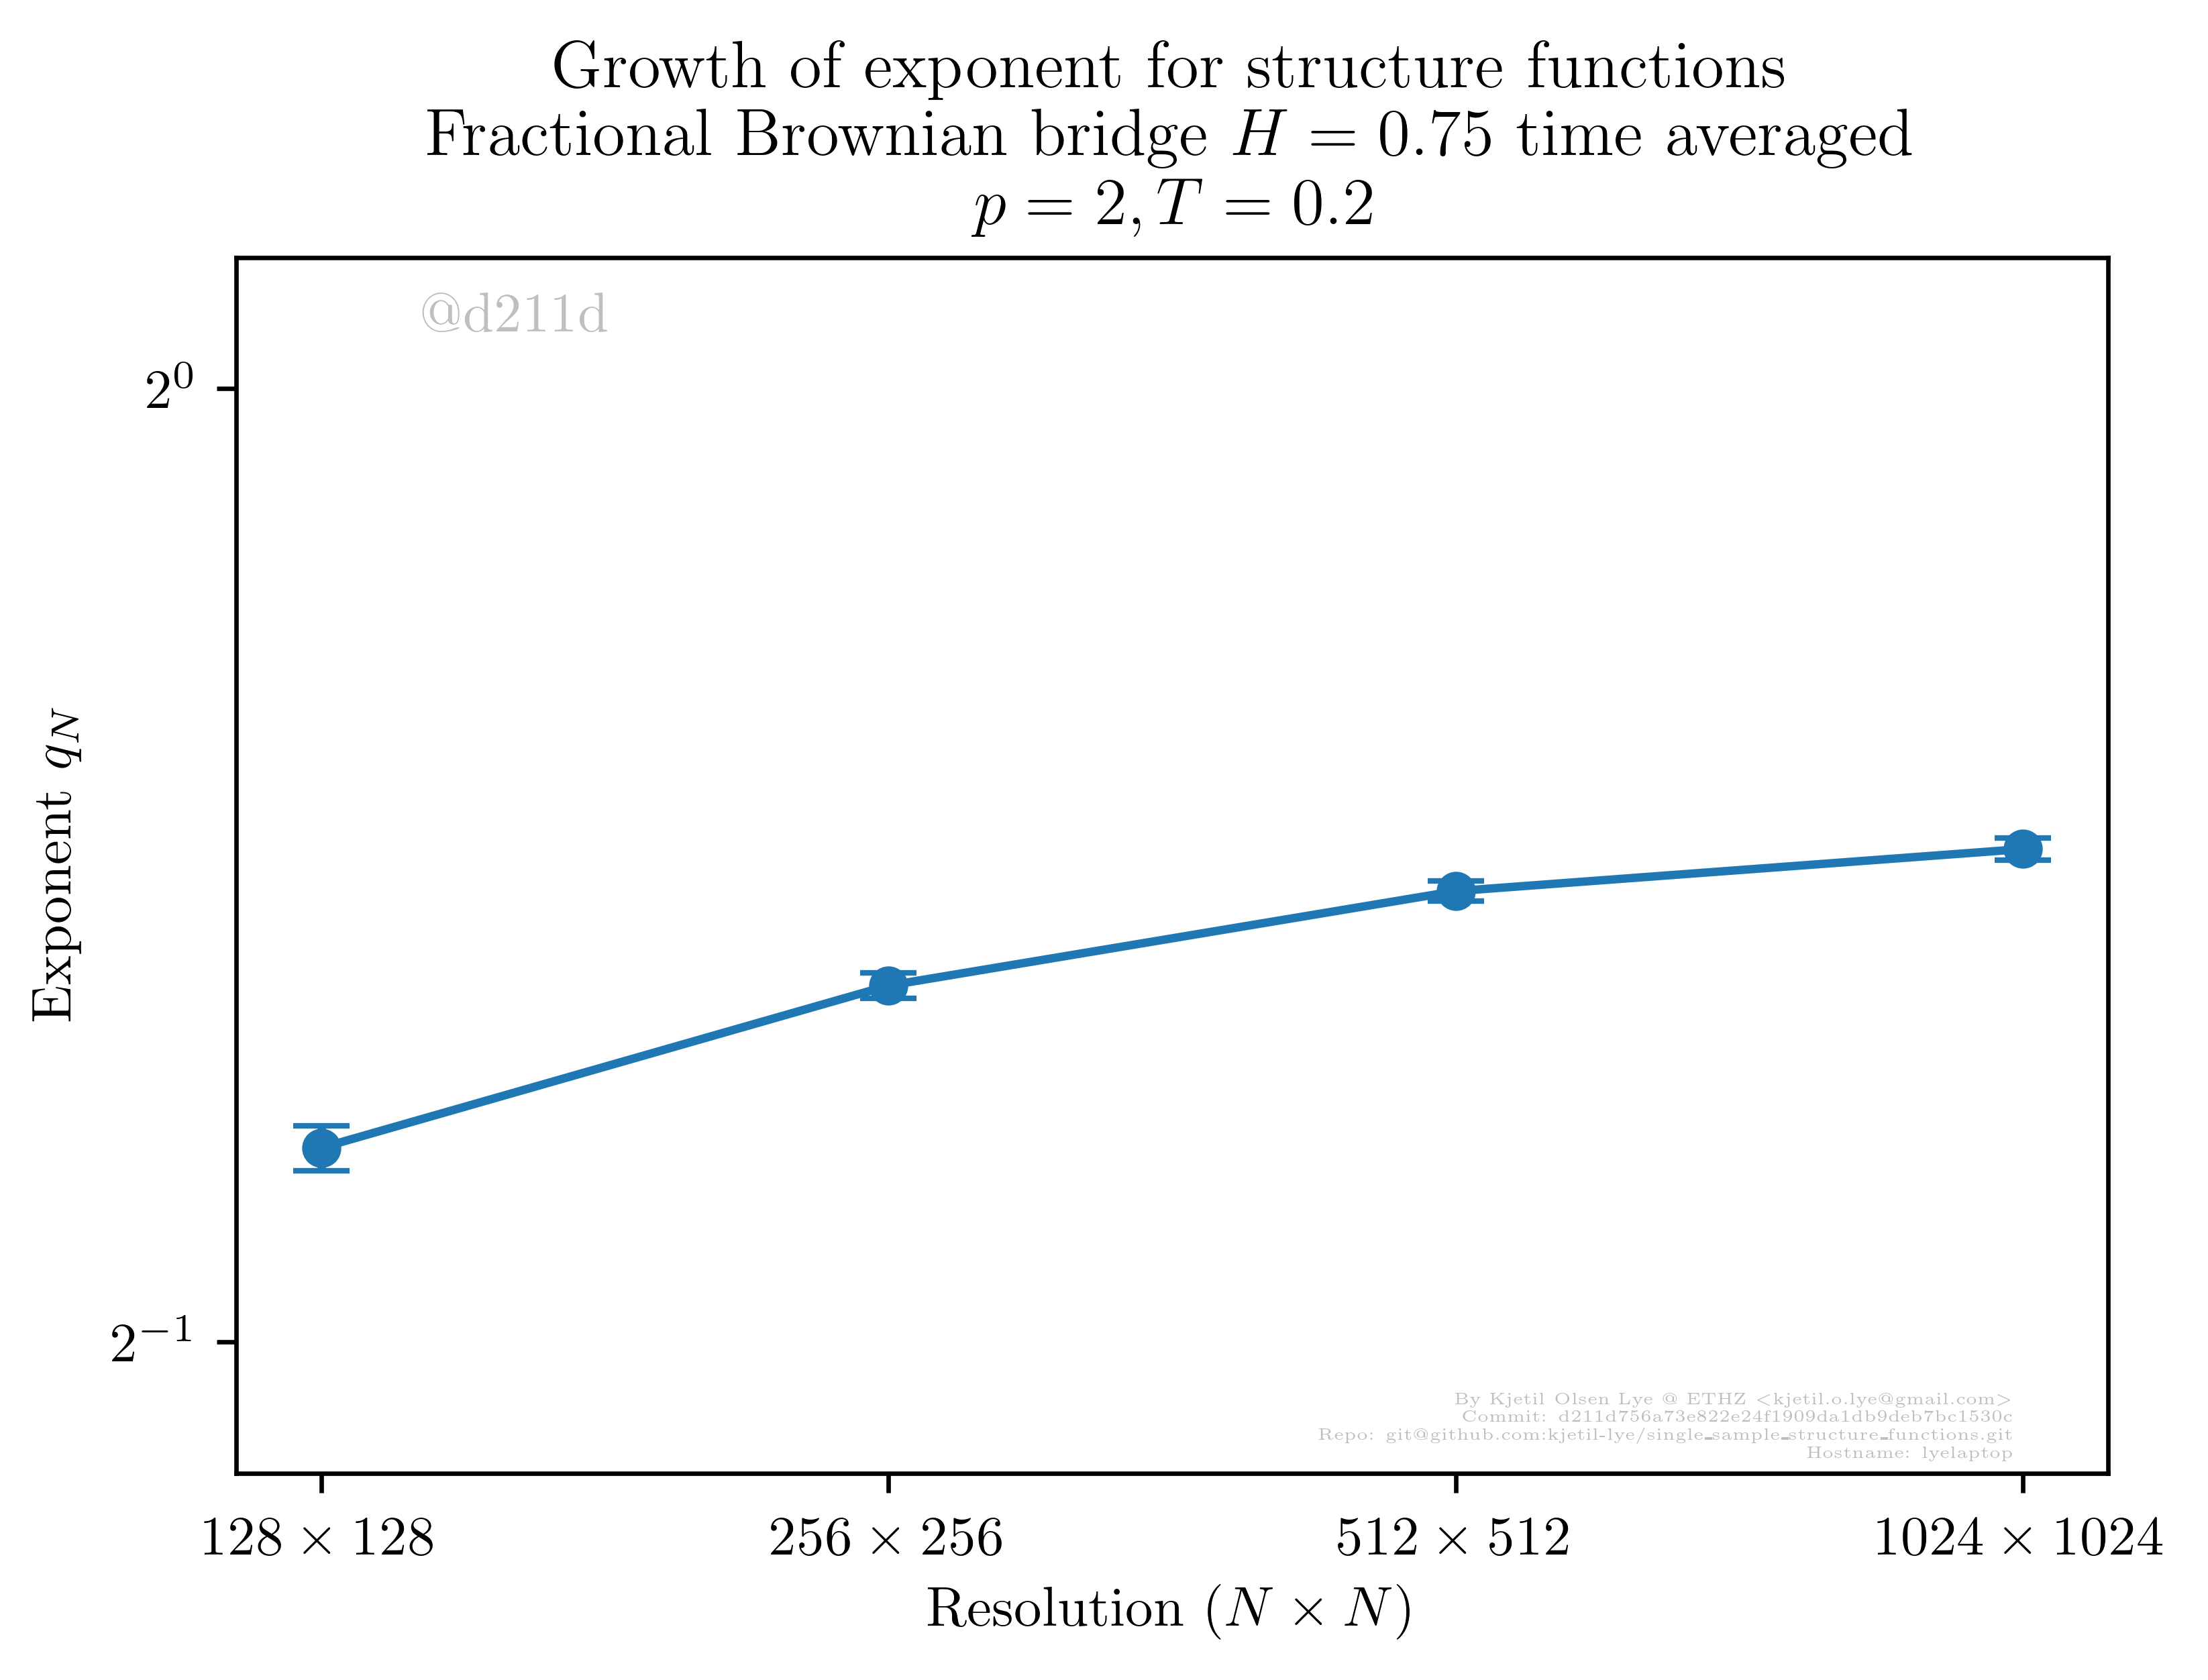 Growth of exponent for structure functions
Fractional Brownian bridge H = 0.75 time averaged
p = 2, T = 0.2
@d211d
2⁰
Exponent q_N
2⁻¹
By Kjetil Olsen Lye @ ETHZ <kjetil.o.lye@gmail.com>
Commit: d211d756a73e822e24f1909da1db9deb7bc1530c
Repo: git@github.com:kjetil-lye/single_sample_structure_functions.git
Hostname: lyelaptop
128 × 128 256 × 256 512 × 512 1024 × 1024
Resolution (N × N)